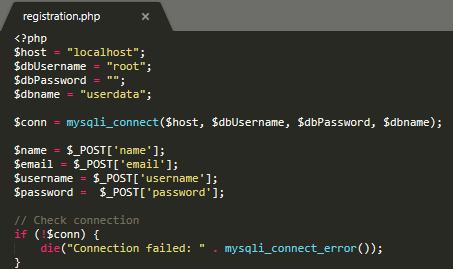 registration.php ×
<?php
$host = "localhost";
$dbUsername = "root";
$dbPassword = "";
$dbname = "userdata";
$conn = mysqli_connect($host, $dbUsername, $dbPassword, $dbname);
$name = $_POST['name'];
$email = $_POST['email'];
$username = $_POST['username'];
$password =  $_POST['password'];
// Check connection
if (!$conn) {
    die("Connection failed: " . mysqli_connect_error());
}